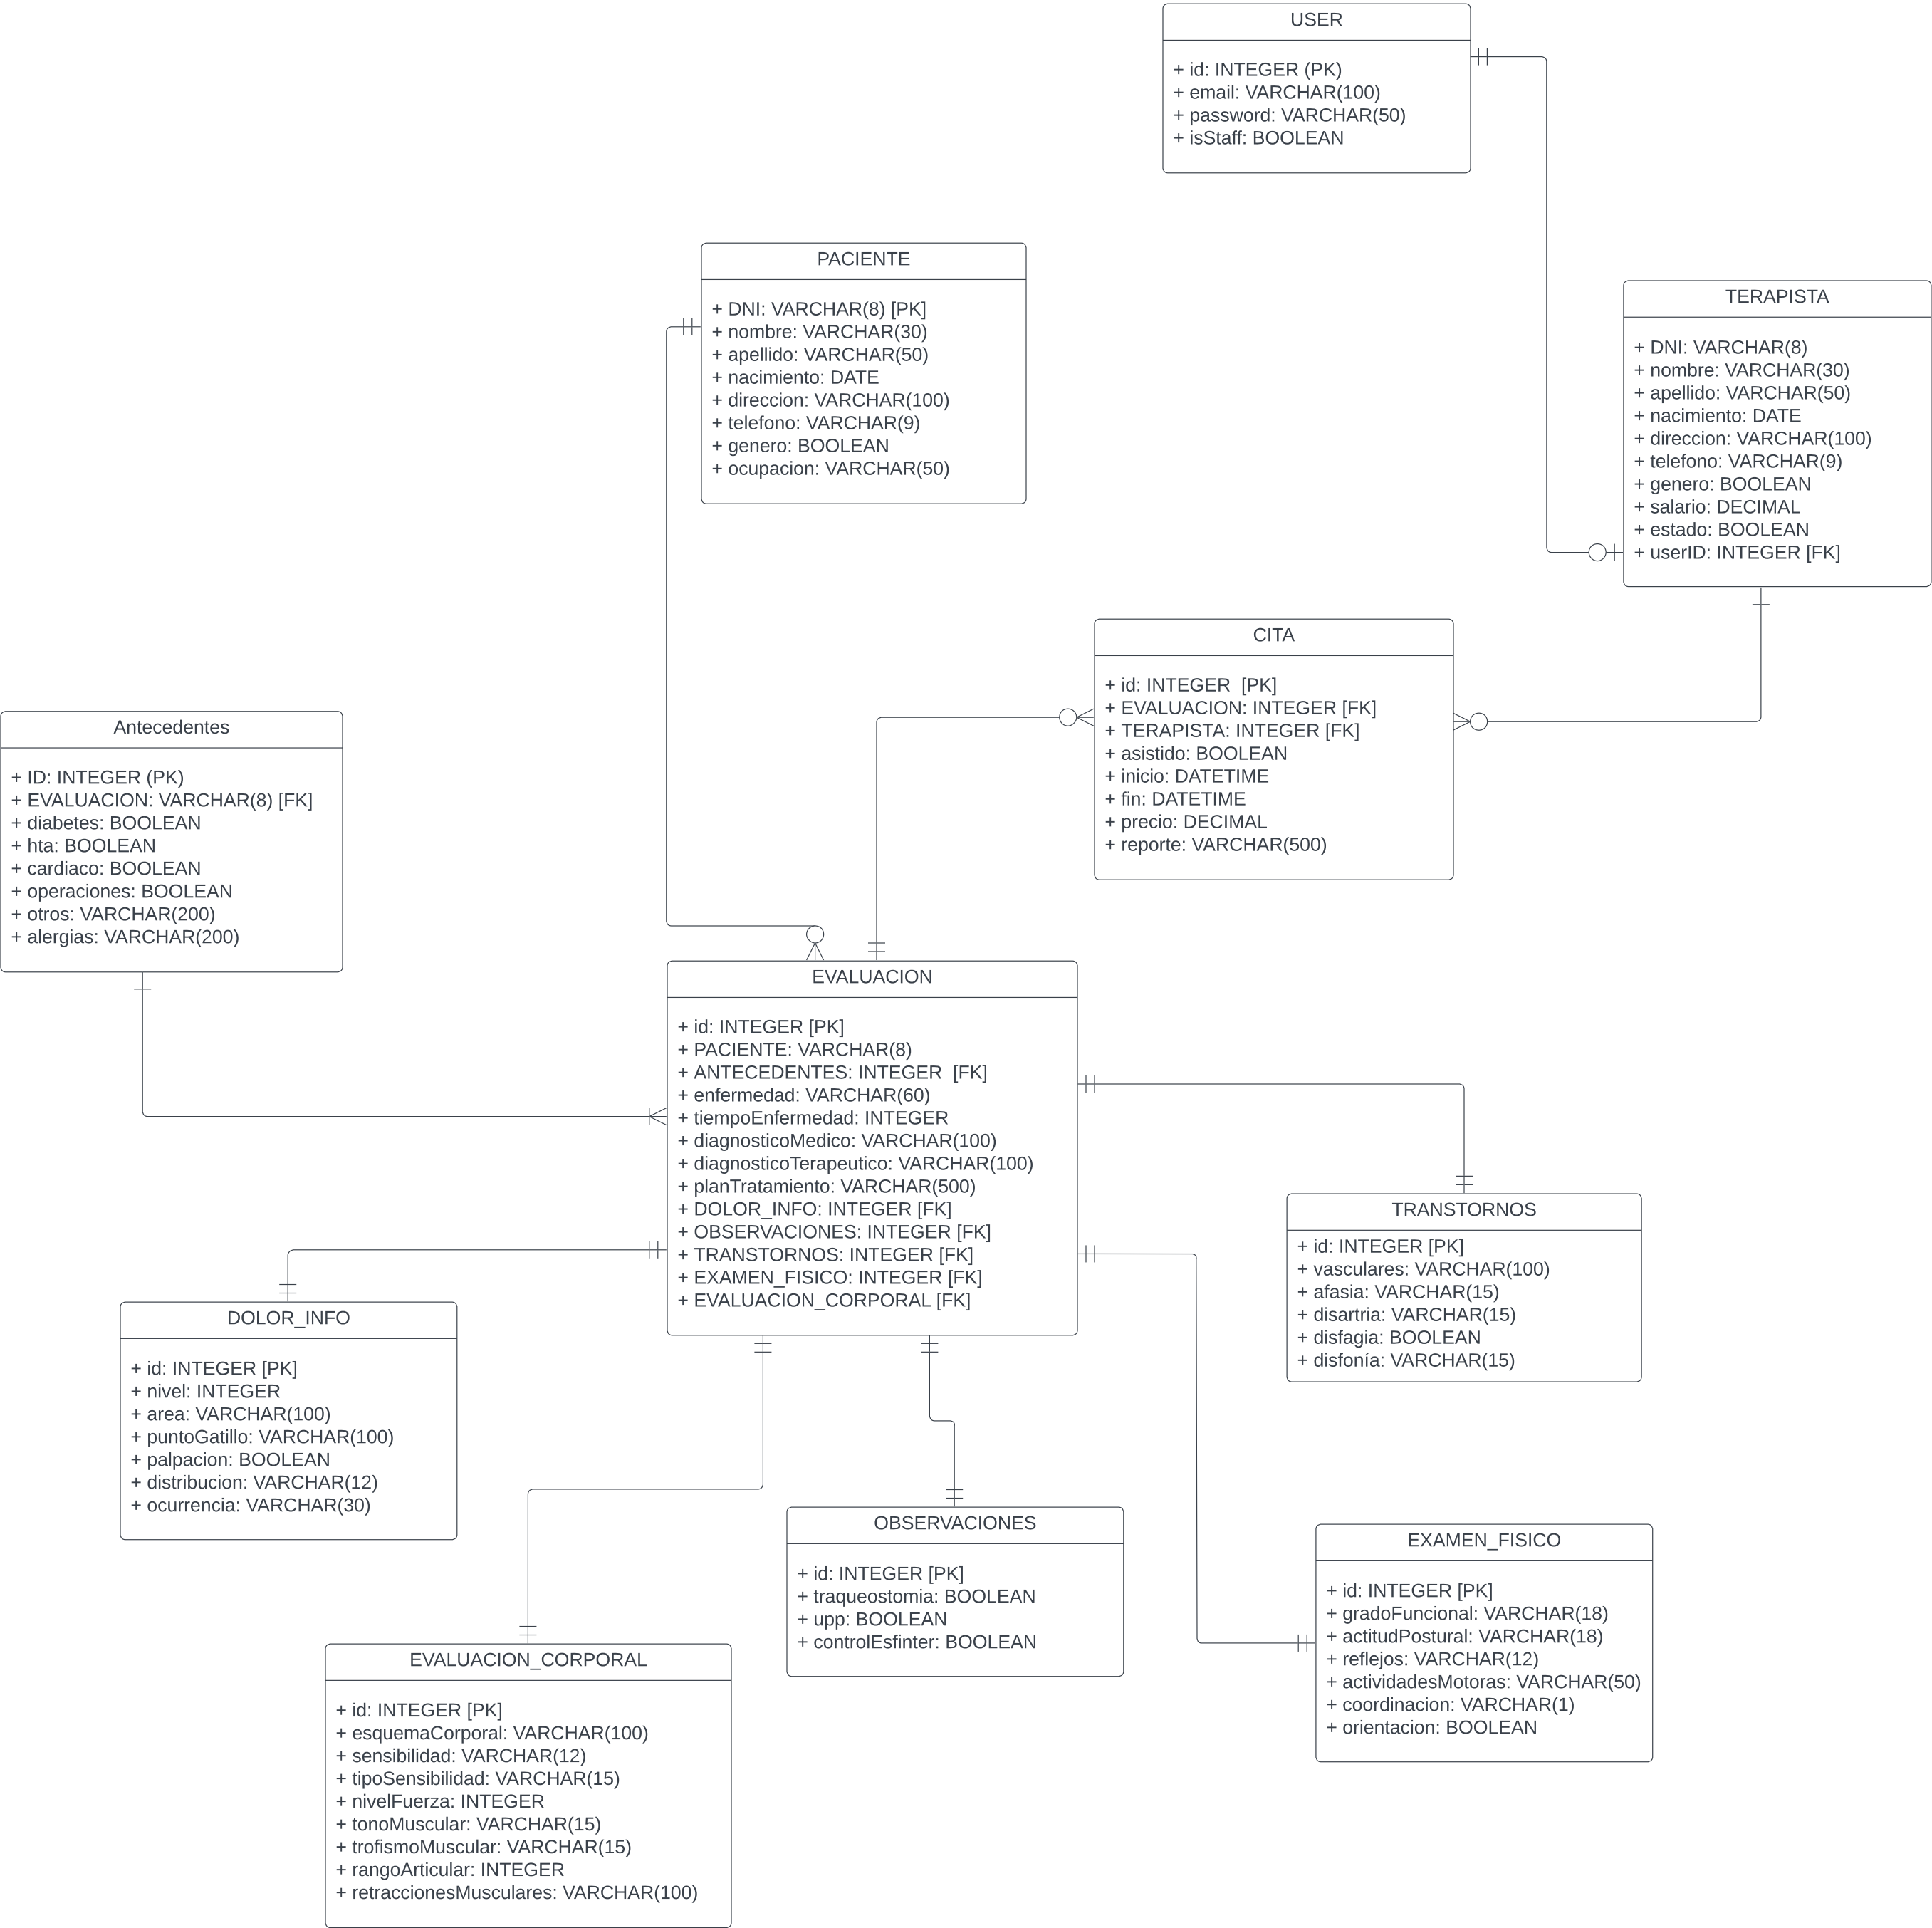 USER
+ id: INTEGER (PK)
+ email: VARCHAR(100)
+ password: VARCHAR(50)
+ isStaff: BOOLEAN
PACIENTE
+ DNI: VARCHAR(8) [PK]
+ nombre: VARCHAR(30)
+ apellido: VARCHAR(50)
+ nacimiento: DATE
+ direccion: VARCHAR(100)
+ telefono: VARCHAR(9)
+ genero: BOOLEAN
+ ocupacion: VARCHAR(50)
TERAPISTA
+ DNI: VARCHAR(8)
+ nombre: VARCHAR(30)
+ apellido: VARCHAR(50)
+ nacimiento: DATE
+ direccion: VARCHAR(100)
+ telefono: VARCHAR(9)
+ genero: BOOLEAN
+ salario: DECIMAL
+ estado: BOOLEAN
+ userID: INTEGER [FK]
CITA
+ id: INTEGER  [PK]
+ EVALUACION: INTEGER [FK]
+ TERAPISTA: INTEGER [FK]
+ asistido: BOOLEAN
+ inicio: DATETIME
+ fin: DATETIME
+ precio: DECIMAL
+ reporte: VARCHAR(500)
Antecedentes
+ ID: INTEGER (PK)
+ EVALUACION: VARCHAR(8) [FK]
+ diabetes: BOOLEAN
+ hta: BOOLEAN
+ cardiaco: BOOLEAN
+ operaciones: BOOLEAN
+ otros: VARCHAR(200)
+ alergias: VARCHAR(200)
EVALUACION
+ id: INTEGER [PK]
+ PACIENTE: VARCHAR(8)
+ ANTECEDENTES: INTEGER  [FK]
+ enfermedad: VARCHAR(60)
+ tiempoEnfermedad: INTEGER
+ diagnosticoMedico: VARCHAR(100)
+ diagnosticoTerapeutico: VARCHAR(100)
+ planTratamiento: VARCHAR(500)
+ DOLOR_INFO: INTEGER [FK]
+ OBSERVACIONES: INTEGER [FK]
+ TRANSTORNOS: INTEGER [FK]
+ EXAMEN_FISICO: INTEGER [FK]
+ EVALUACION_CORPORAL [FK]
TRANSTORNOS
+ id: INTEGER [PK]
+ vasculares: VARCHAR(100)
+ afasia: VARCHAR(15)
+ disartria: VARCHAR(15)
+ disfagia: BOOLEAN
+ disfonía: VARCHAR(15)
DOLOR_INFO
+ id: INTEGER [PK]
+ nivel: INTEGER
+ area: VARCHAR(100)
+ puntoGatillo: VARCHAR(100)
+ palpacion: BOOLEAN
+ distribucion: VARCHAR(12)
+ ocurrencia: VARCHAR(30)
OBSERVACIONES
+ id: INTEGER [PK]
+ traqueostomia: BOOLEAN
+ upp: BOOLEAN
+ controlEsfinter: BOOLEAN
EXAMEN_FISICO
+ id: INTEGER [PK]
+ gradoFuncional: VARCHAR(18)
+ actitudPostural: VARCHAR(18)
+ reflejos: VARCHAR(12)
+ actividadesMotoras: VARCHAR(50)
+ coordinacion: VARCHAR(1)
+ orientacion: BOOLEAN
EVALUACION_CORPORAL
+ id: INTEGER [PK]
+ esquemaCorporal: VARCHAR(100)
+ sensibilidad: VARCHAR(12)
+ tipoSensibilidad: VARCHAR(15)
+ nivelFuerza: INTEGER
+ tonoMuscular: VARCHAR(15)
+ trofismoMuscular: VARCHAR(15)
+ rangoArticular: INTEGER
+ retraccionesMusculares: VARCHAR(100)